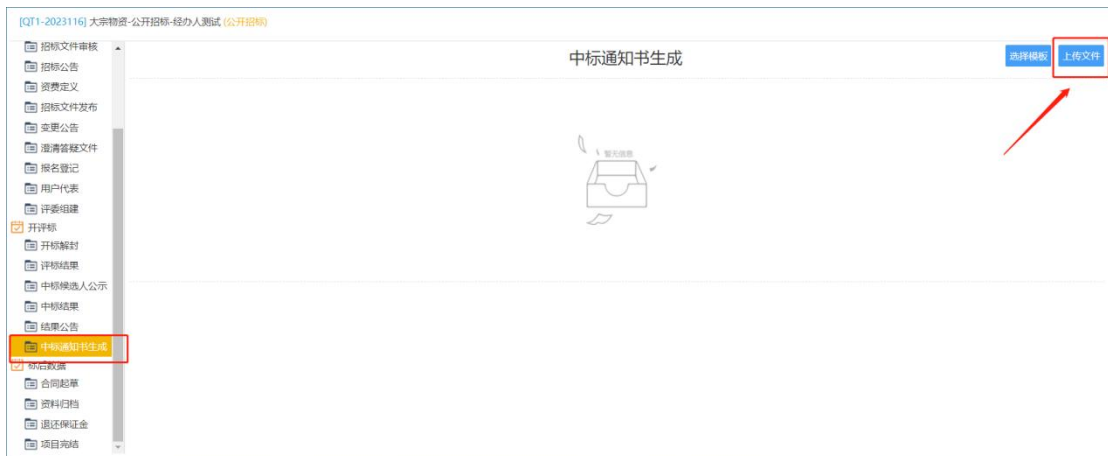 [QT1-2023116] 大宗物资-公开招标-经办人测试 (公开招标)
招标文件审核
招标公告
资费定义
招标文件发布
变更公告
澄清答疑文件
报名登记
用户代表
评委组建
开评标
开标解封
评标结果
中标候选人公示
中标结果
结果公告
中标通知书生成
标后数据
合同起草
资料归档
退还保证金
项目完结
中标通知书生成
选择模板
上传文件
暂无信息